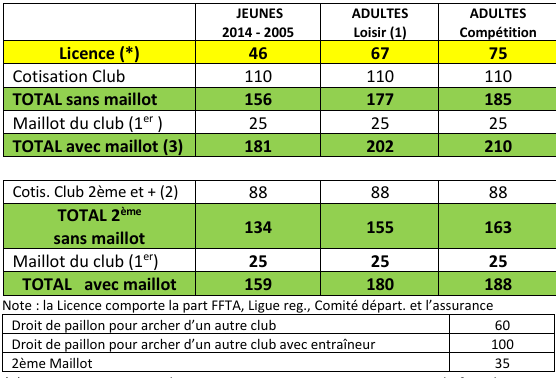 JEUNES ADULTES ADULTES
2014 - 2005 Loisir (1) Compétition
Licence (*) 46 67 75
Cotisation Club 110 110 110
TOTAL sans maillot 156 177 185
Maillot du club (1er ) 25 25 25
TOTAL avec maillot (3) 181 202 210
Cotis. Club 2ème et + (2) 88 88 88
TOTAL 2ème
sans maillot 134 155 163
Maillot du club (1er) 25 25 25
TOTAL avec maillot 159 180 188
Note : la Licence comporte la part FFTA, Ligue reg., Comité départ. et l'assurance
Droit de paillon pour archer d'un autre club 60
Droit de paillon pour archer d'un autre club avec entraîneur 100
2ème Maillot 35